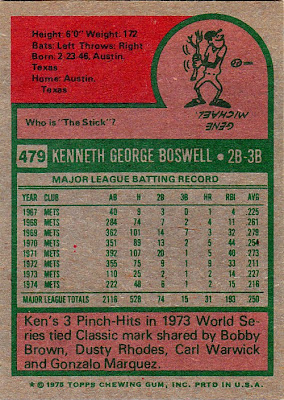 Height: 6'0" Weight: 172
Bats: Left Throws: Right
Born: 2-23-46, Austin,
Texas
Home: Austin,
Texas
GENE
MICHAEL
Who is "The Stick"?
479 KENNETH GEORGE BOSWELL • 2B-3B
MAJOR LEAGUE BATTING RECORD
YEAR CLUB AB H 2B 3B HR RBI AVG
1967 METS 40 9 3 0 1 4 .225
1968 METS 284 74 7 2 4 11 .261
1969 METS 362 101 14 7 3 32 .279
1970 METS 351 89 13 2 5 44 .254
1971 METS 392 107 20 1 5 40 .273
1972 METS 355 75 9 1 9 33 .211
1973 METS 110 25 2 1 2 14 .227
1974 METS 222 48 6 1 2 15 .216
MAJOR LEAGUE TOTALS 2116 528 74 15 31 193 .250
Ken's 3 Pinch-Hits in 1973 World Se-
ries tied Classic mark shared by Bobby
Brown, Dusty Rhodes, Carl Warwick
and Gonzalo Marquez.
* © 1975 TOPPS CHEWING GUM, INC. PRTD IN U.S.A.